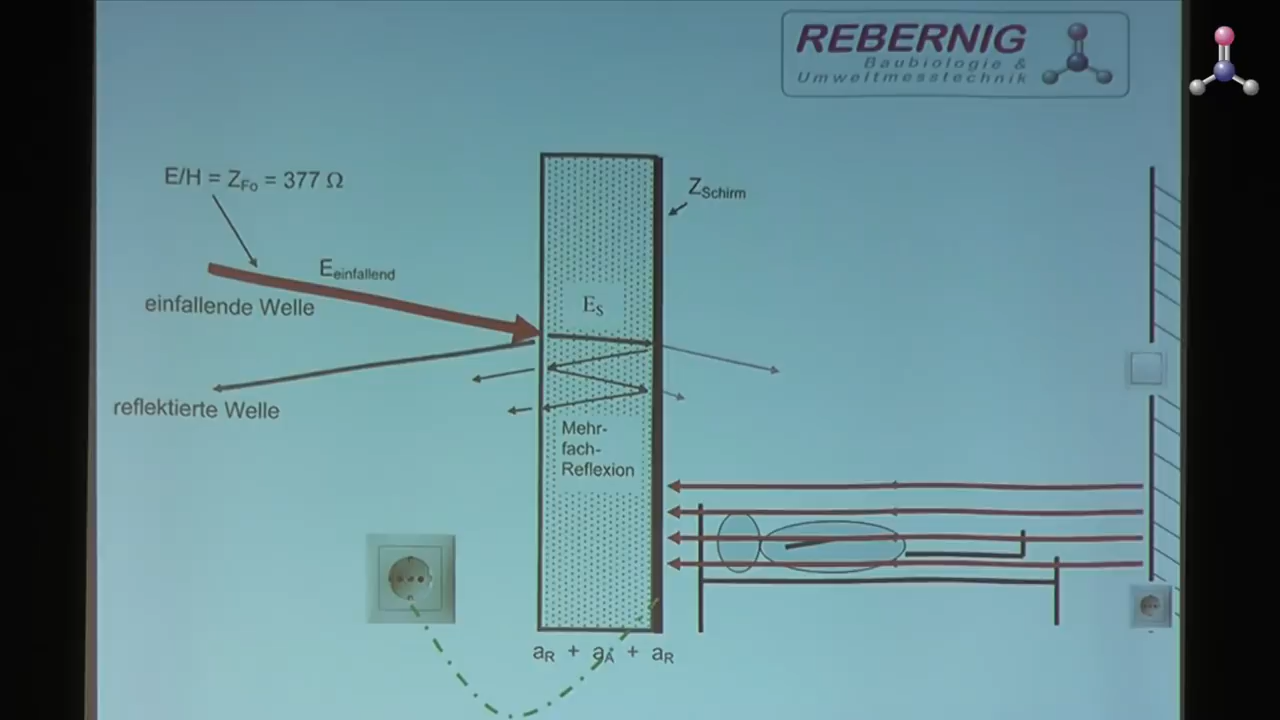 REBERNIG
Baubiologie &
Umweltmesstechnik
E/H = Z_Fo = 377 Ω
Z_Schirm
E_einfallend
einfallende Welle
E_S
reflektierte Welle
Mehr-
fach-
Reflexion
a_R + a_A + a_R